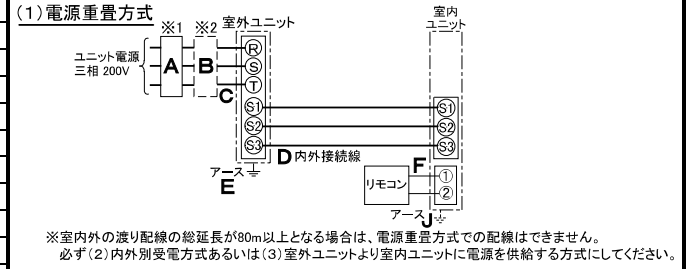 (1)電源重畳方式
※1 ※2 室外ユニット 室内
ユニット
ユニット電源
三相 200V
A B C
R
S
T
S1 S1
S2 S2
S3 S3
D 内外接続線
アース
E
リモコン
F
①
②
アース J
※室内外の渡り配線の総延長が80m以上となる場合は、電源重畳方式での配線はできません。
必ず(2)内外別受電方式あるいは(3)室外ユニットより室内ユニットに電源を供給する方式にしてください。